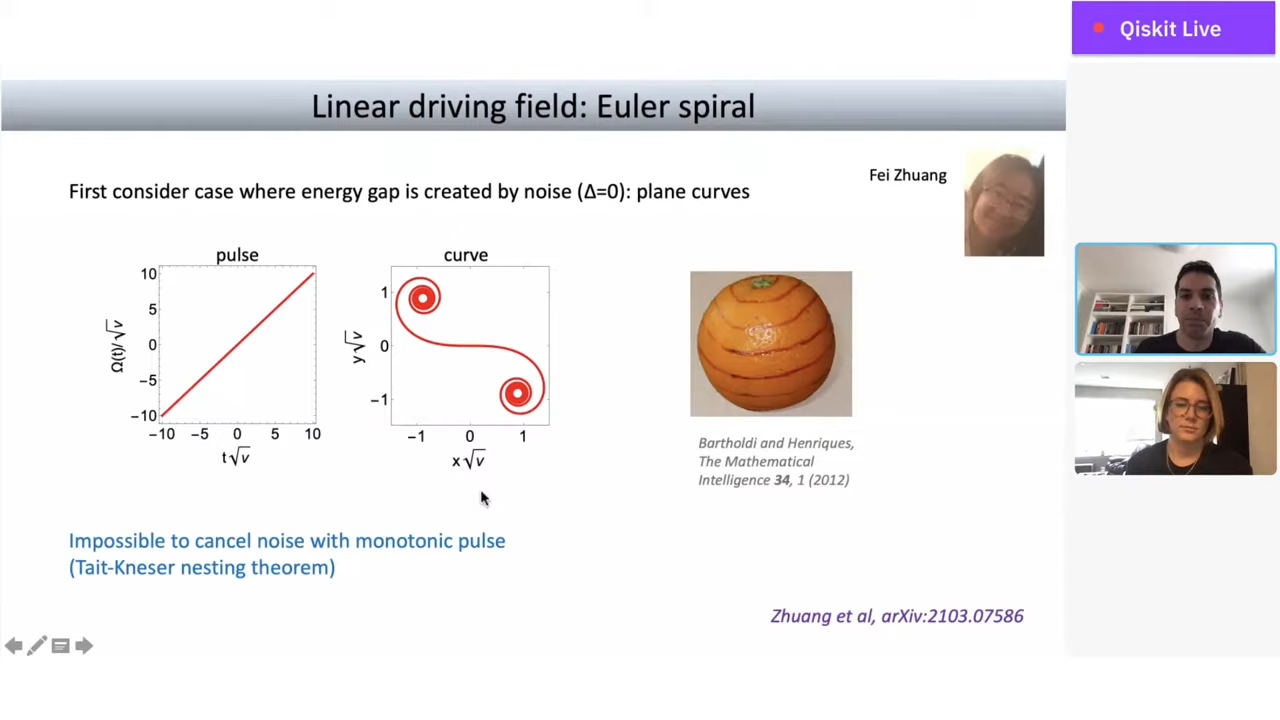 Qiskit Live
Linear driving field: Euler spiral
First consider case where energy gap is created by noise (Δ=0): plane curves
Fei Zhuang
pulse
10
5
0
−5
−10
−10 −5 0 5 10
Ω(t)/√v
t√v
curve
1
0
−1
−1 0 1
y√v
x√v
Bartholdi and Henriques,
The Mathematical
Intelligence 34, 1 (2012)
Impossible to cancel noise with monotonic pulse
(Tait-Kneser nesting theorem)
Zhuang et al, arXiv:2103.07586